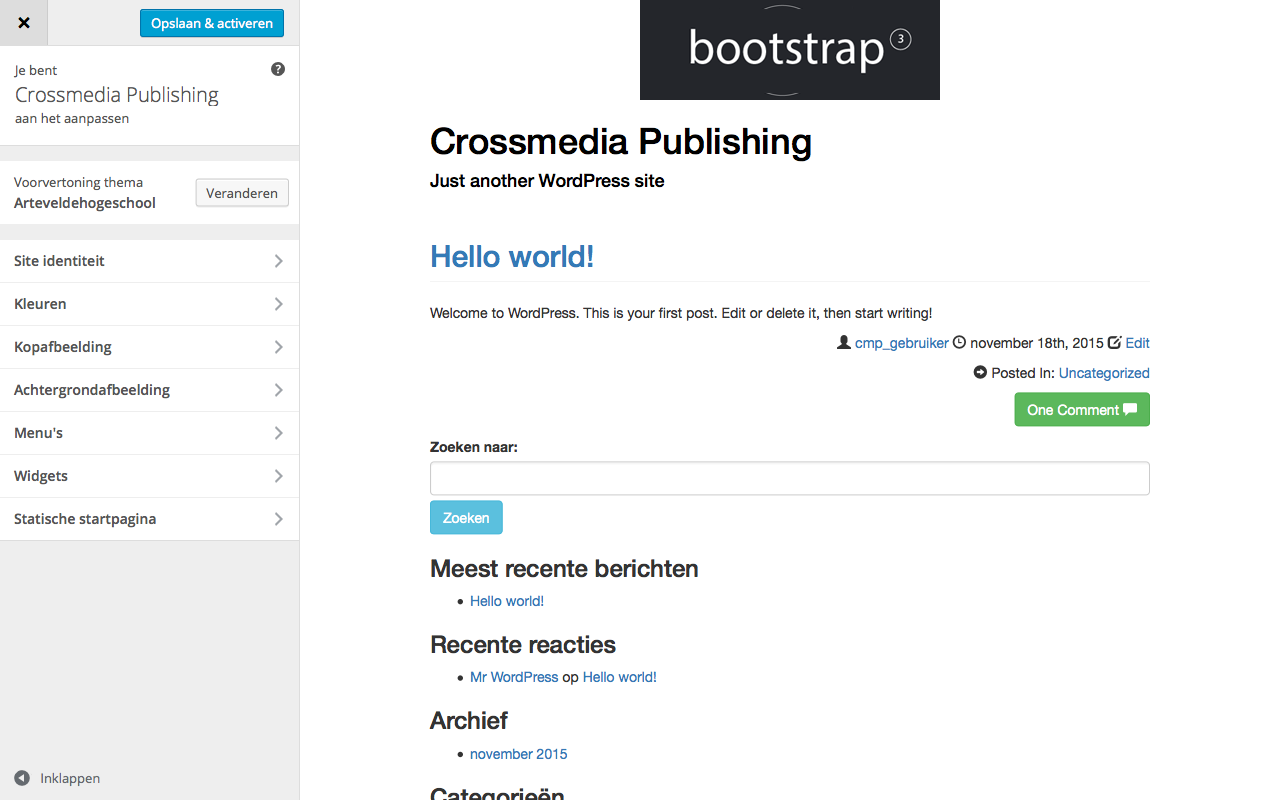 Opslaan & activeren
Je bent
Crossmedia Publishing
aan het aanpassen
Voorvertoning thema
Arteveldehogeschool
Veranderen
Site identiteit
Kleuren
Kopafbeelding
Achtergrondafbeelding
Menu's
Widgets
Statische startpagina
Inklappen
bootstrap 3
Crossmedia Publishing
Just another WordPress site
Hello world!
Welcome to WordPress. This is your first post. Edit or delete it, then start writing!
cmp_gebruiker november 18th, 2015 Edit
Posted In: Uncategorized
One Comment
Zoeken naar:
Zoeken
Meest recente berichten
Hello world!
Recente reacties
Mr WordPress op Hello world!
Archief
november 2015
Categorieën